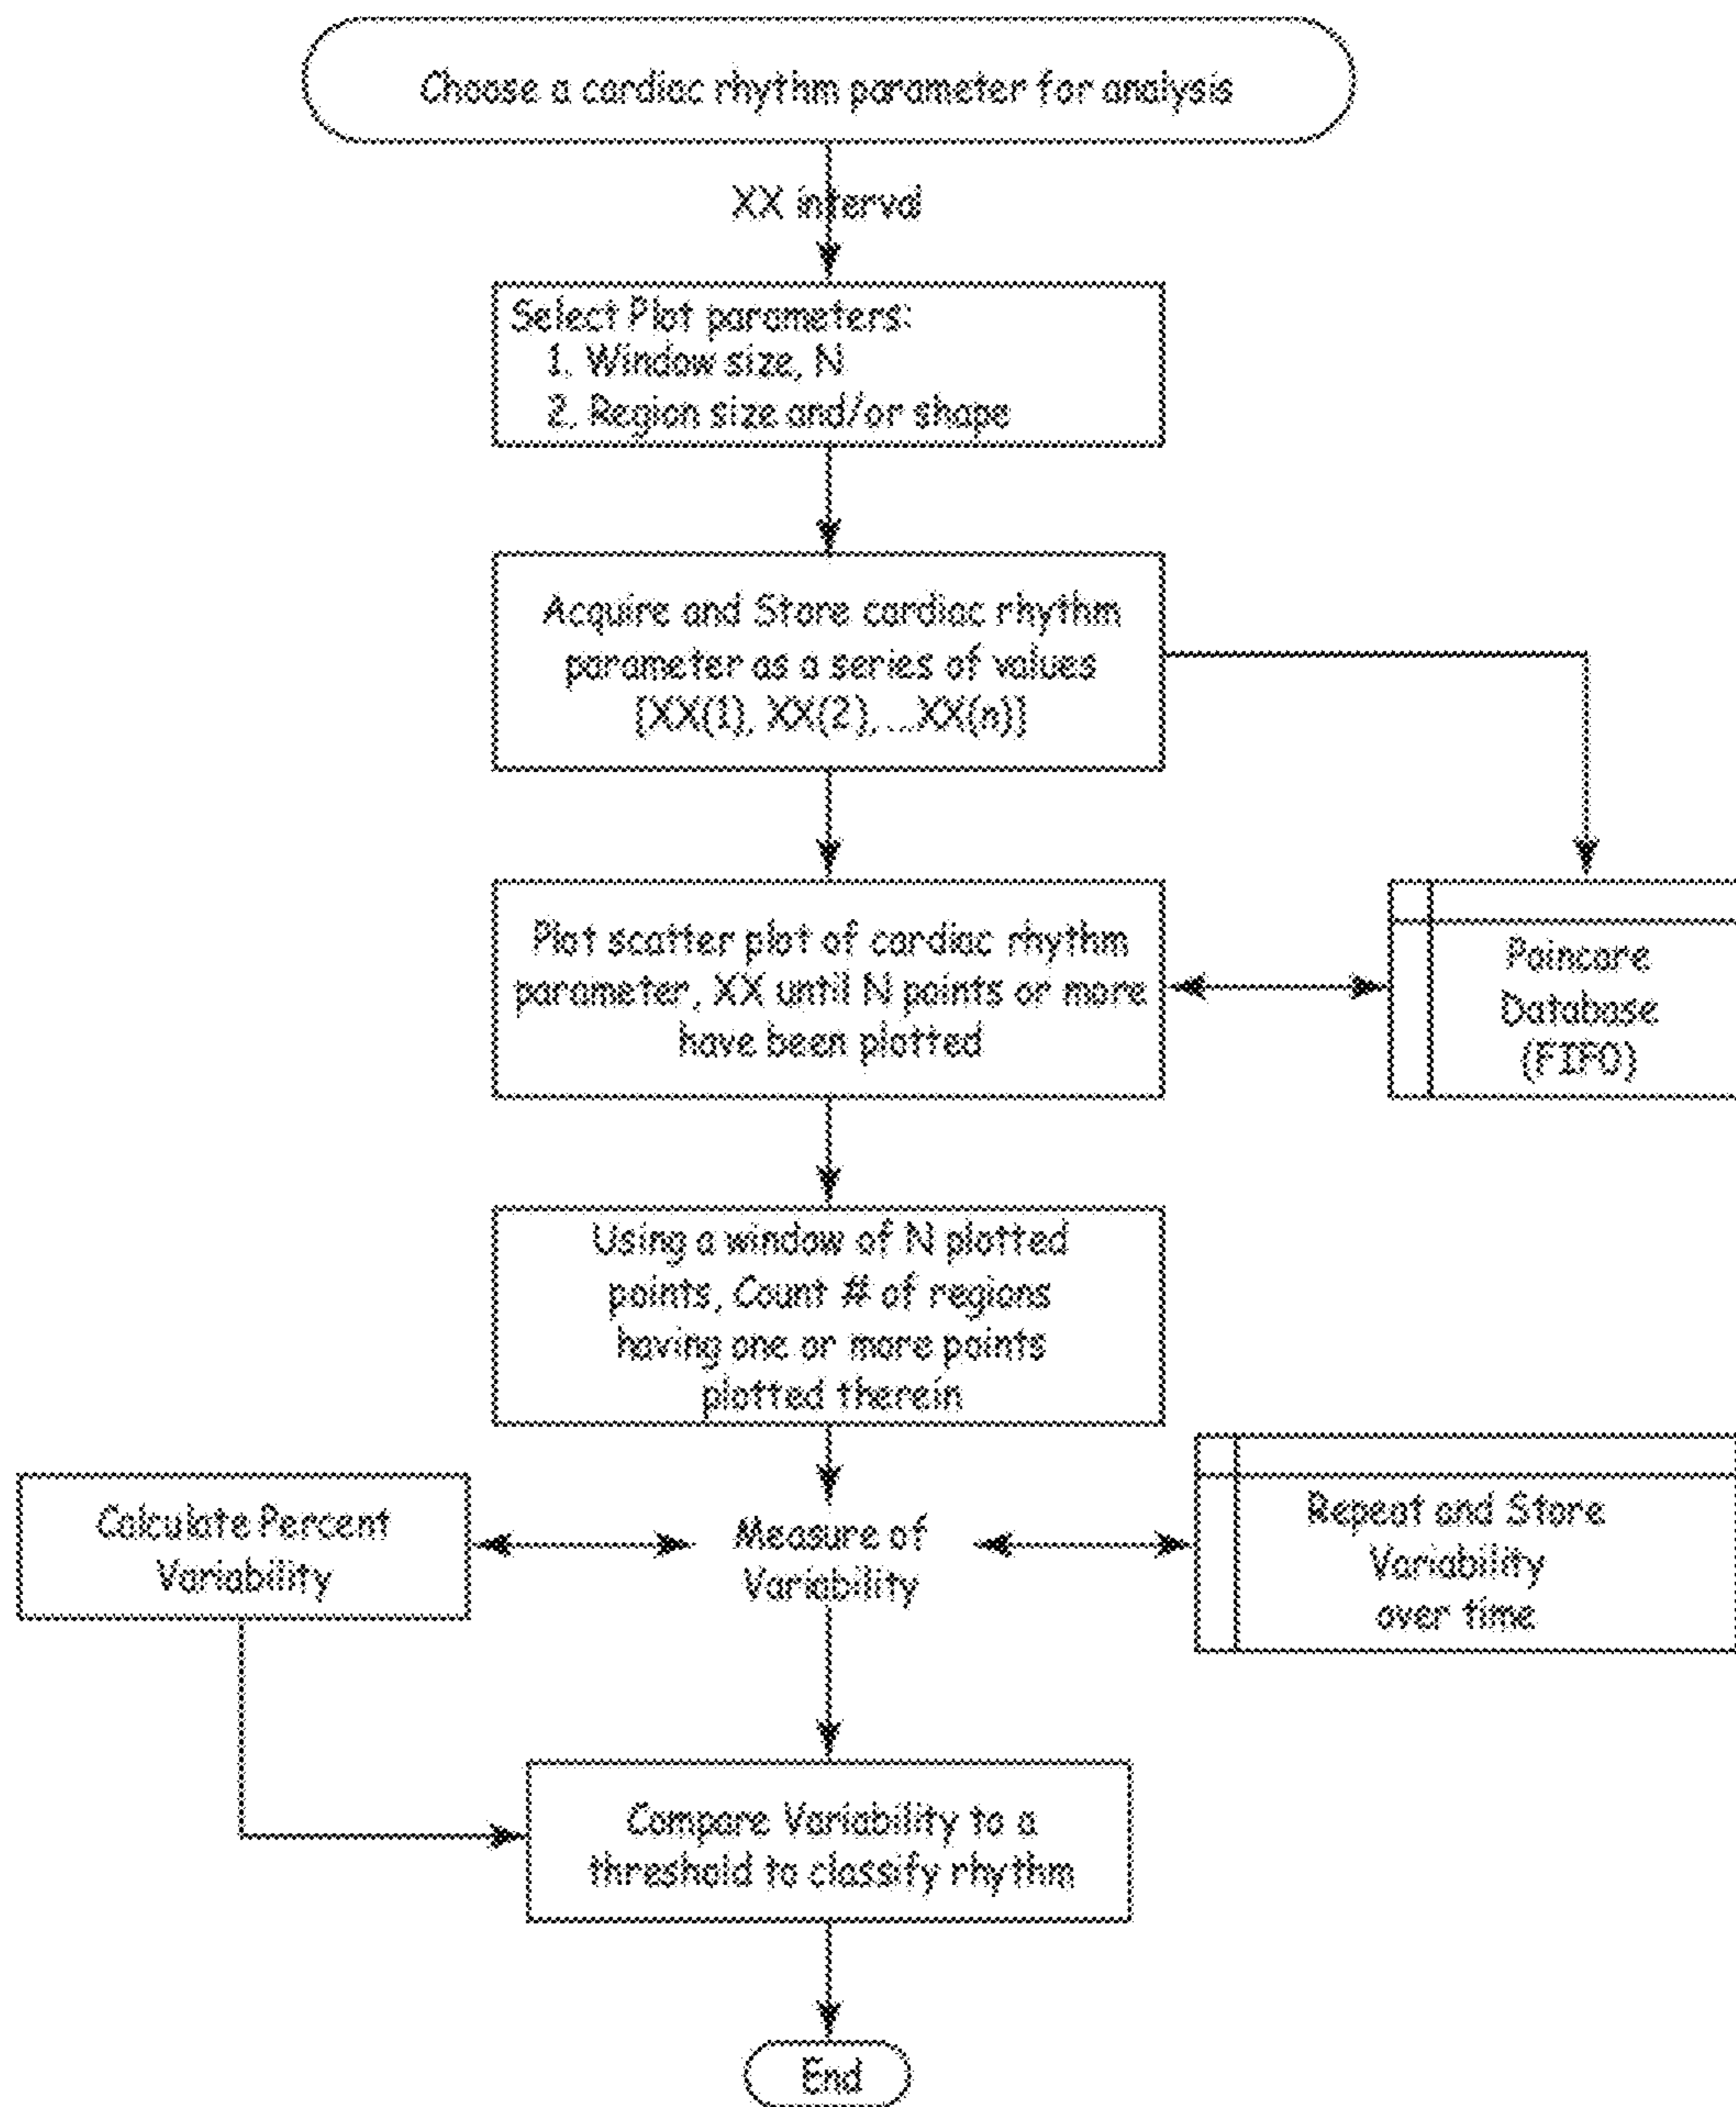 Choose a cardiac rhythm parameter for analysis
XX interval
Select Plot parameters:
1. Window size, N
2. Region size and/or shape
Acquire and Store cardiac rhythm
parameter as a series of values
[XX(1), XX(2), ...XX(n)]
Plot scatter plot of cardiac rhythm
parameter, XX until N points or more
have been plotted
Poincare
Database
(FIFO)
Using a window of N plotted
points, Count # of regions
having one or more points
plotted therein
Calculate Percent
Variability
Measure of
Variability
Repeat and Store
Variability
over time
Compare Variability to a
threshold to classify rhythm
End